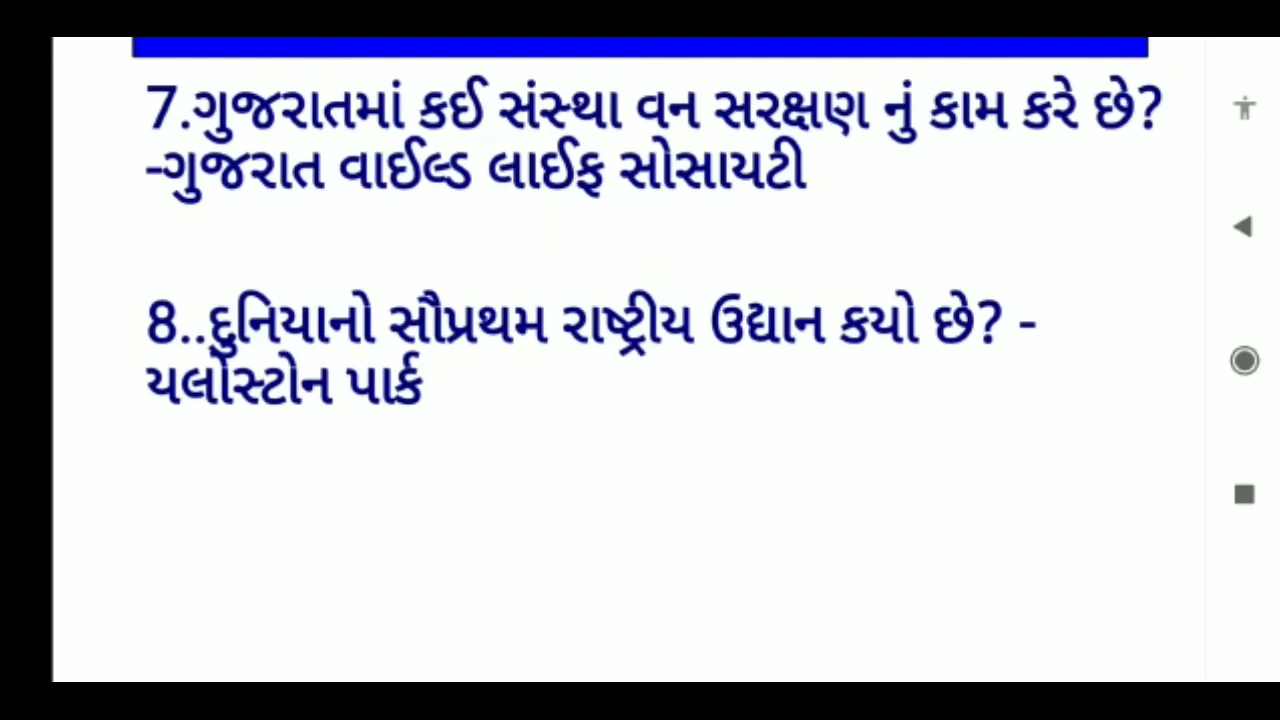 7.ગુજરાતમાં કઈ સંસ્થા વન સરક્ષણ નું કામ કરે છે?
-ગુજરાત વાઈલ્ડ લાઈફ સોસાયટી
8..દુનિયાનો સૌપ્રથમ રાષ્ટ્રીય ઉદ્યાન કયો છે? -
યલોસ્ટોન પાર્ક